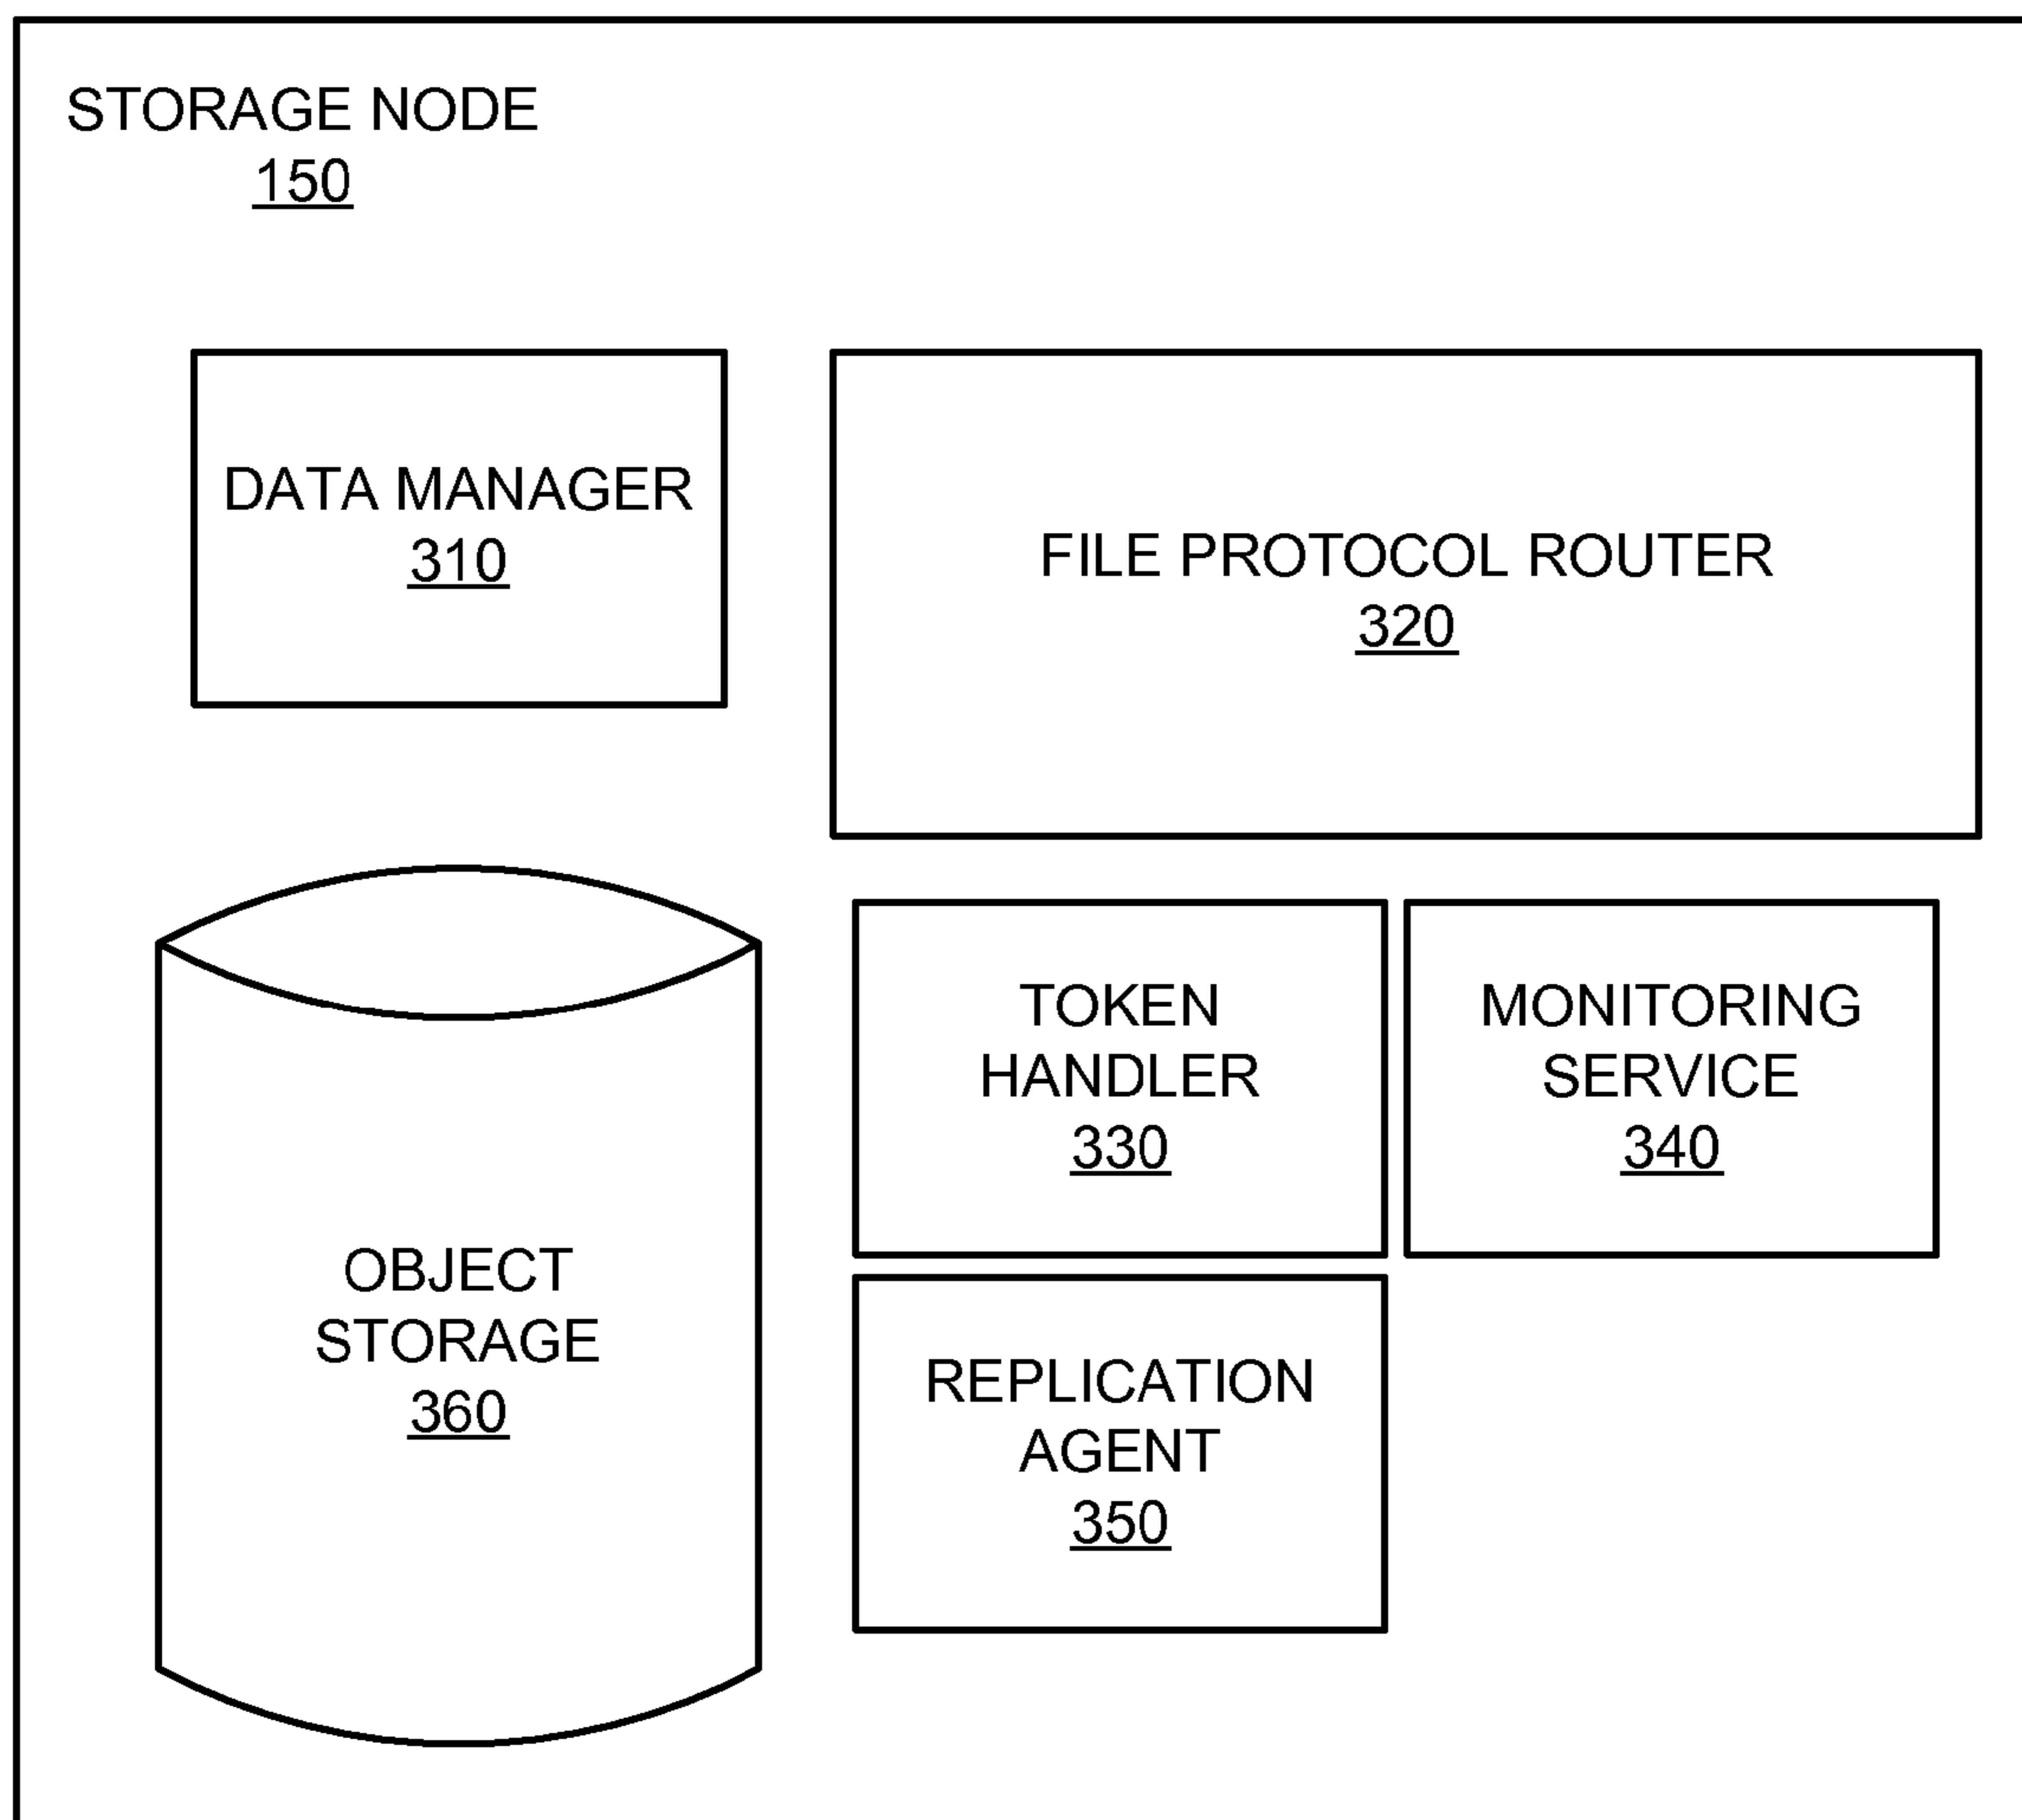 STORAGE NODE
150
DATA MANAGER
310
FILE PROTOCOL ROUTER
320
TOKEN
HANDLER
330
MONITORING
SERVICE
340
OBJECT
STORAGE
360
REPLICATION
AGENT
350